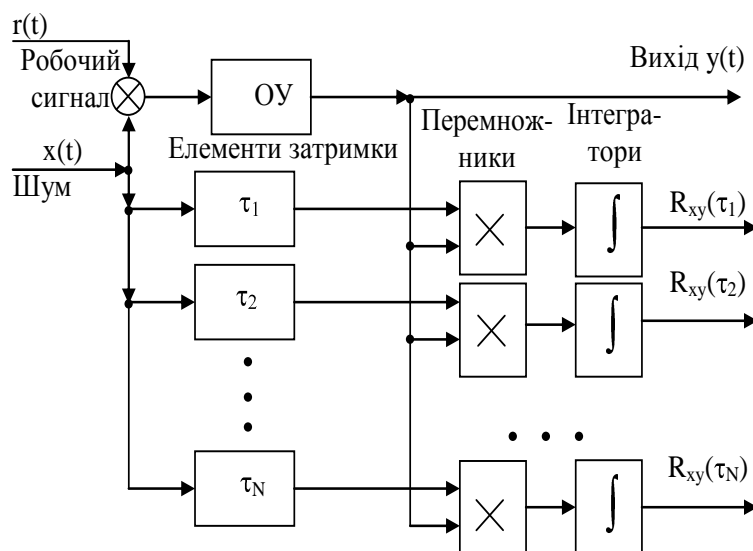 r(t)
Робочий
сигнал
ОУ
Вихід y(t)
x(t)
Шум
Елементи затримки
Перемнож-
ники
Інтегра-
тори
τ₁
× ∫
Rxy(τ₁)
τ₂
× ∫
Rxy(τ₂)
τN
× ∫
Rxy(τN)